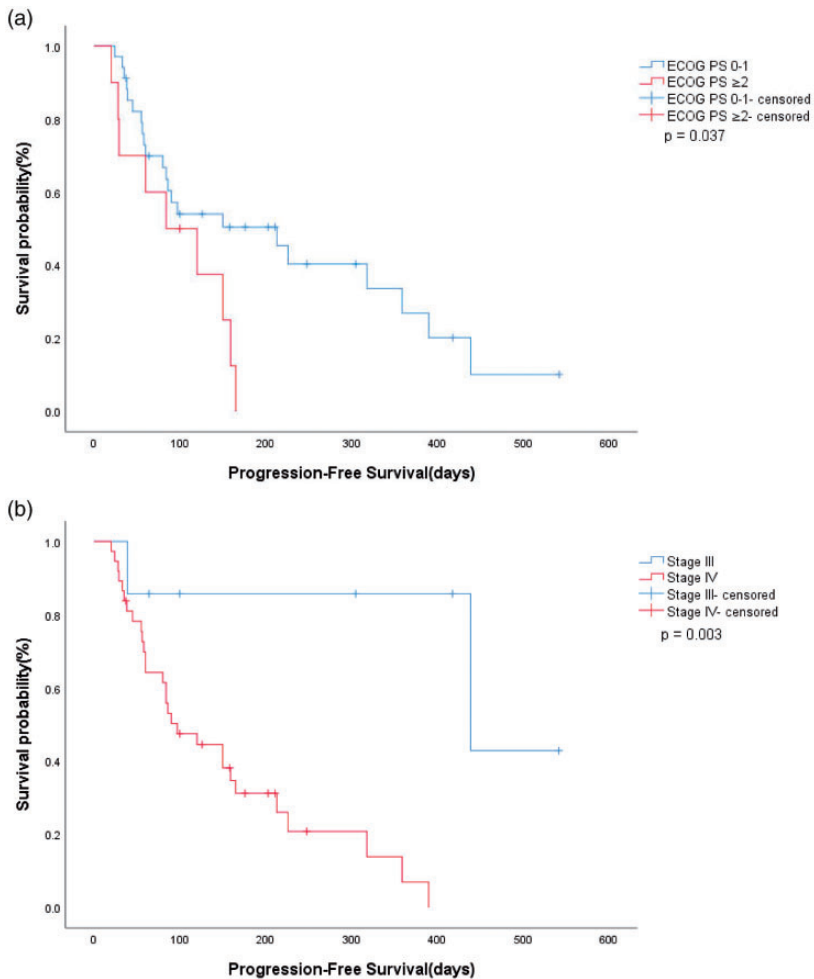 (a)
1.0
0.8
0.6
0.4
0.2
0.0
Survival probability(%)
0 100 200 300 400 500 600
Progression-Free Survival(days)
ECOG PS 0-1
ECOG PS ≥2
ECOG PS 0-1- censored
ECOG PS ≥2- censored
p = 0.037
(b)
1.0
0.8
0.6
0.4
0.2
0.0
Survival probability(%)
0 100 200 300 400 500 600
Progression-Free Survival(days)
Stage III
Stage IV
Stage III- censored
Stage IV- censored
p = 0.003